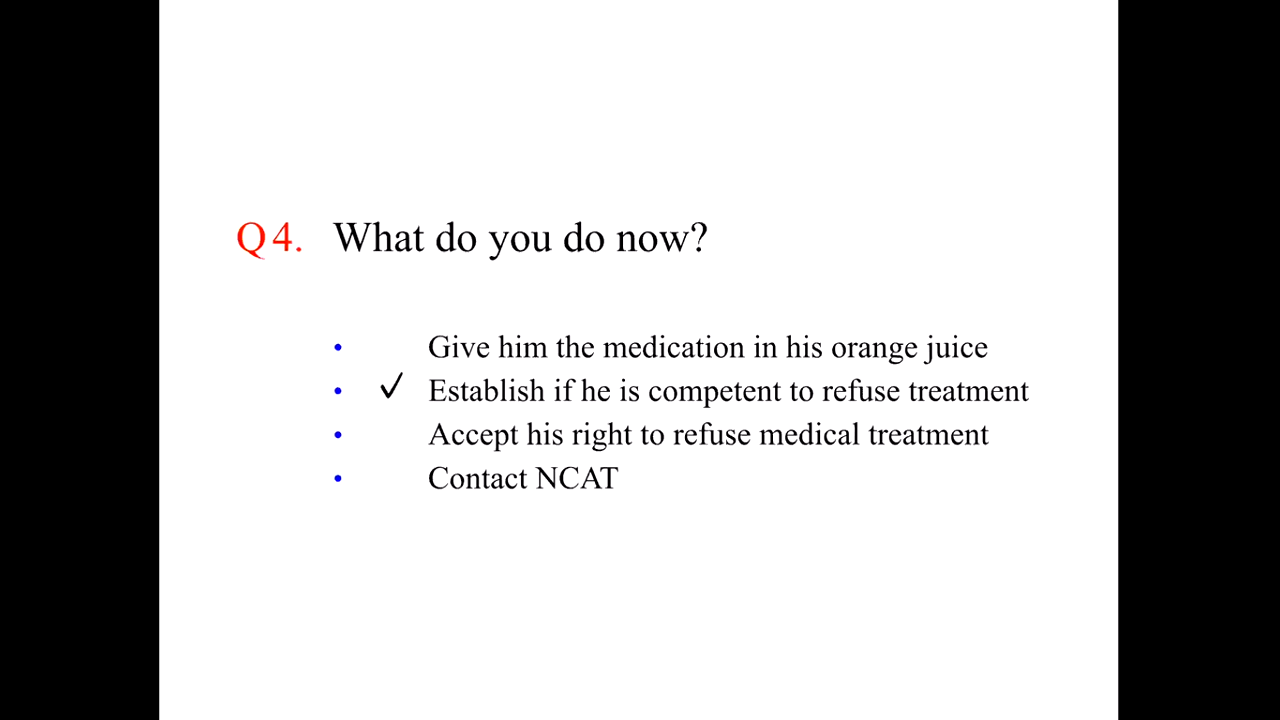 Q 4. What do you do now?
• Give him the medication in his orange juice
• ✓ Establish if he is competent to refuse treatment
• Accept his right to refuse medical treatment
• Contact NCAT